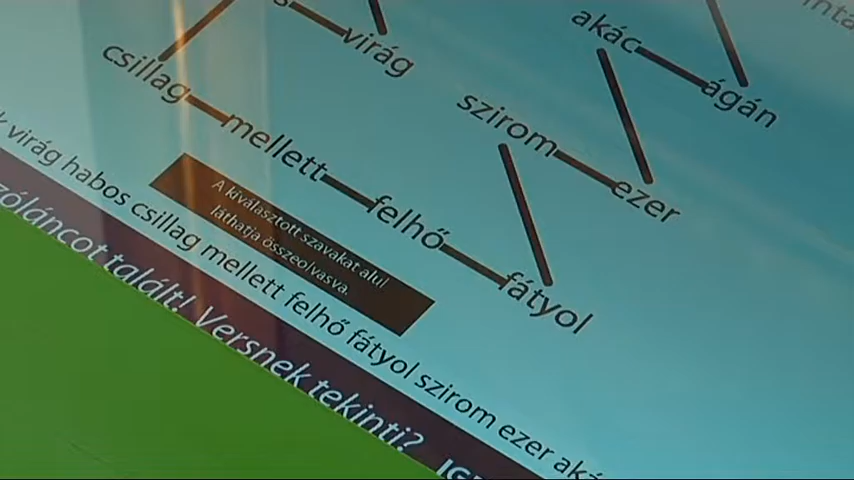 virág
akác ágán
csillag mellett felhő fátyol
szirom ezer
A kiválasztott szavakat alul
láthatja összeolvasva.
virág habos csillag mellett felhő fátyol szirom ezer
talált! Versnek tekinti?